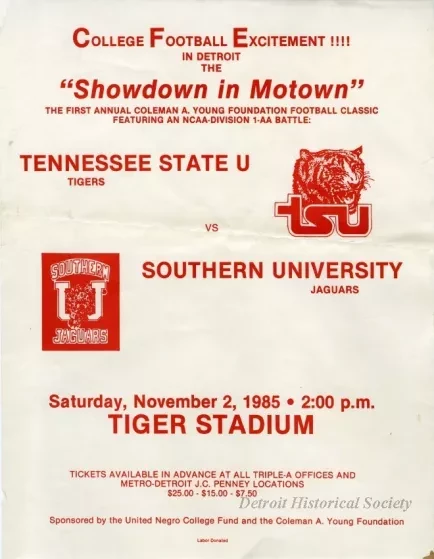 COLLEGE FOOTBALL EXCITEMENT !!!!
IN DETROIT
THE
"Showdown in Motown"
THE FIRST ANNUAL COLEMAN A. YOUNG FOUNDATION FOOTBALL CLASSIC
FEATURING AN NCAA-DIVISION 1-AA BATTLE:
TENNESSEE STATE U
TIGERS
tsu
VS
SOUTHERN
U
JAGUARS
SOUTHERN UNIVERSITY
JAGUARS
Saturday, November 2, 1985 • 2:00 p.m.
TIGER STADIUM
TICKETS AVAILABLE IN ADVANCE AT ALL TRIPLE-A OFFICES AND
METRO-DETROIT J.C. PENNEY LOCATIONS
$25.00 - $15.00 - $7.50
Detroit Historical Society
Sponsored by the United Negro College Fund and the Coleman A. Young Foundation
Labor Donated